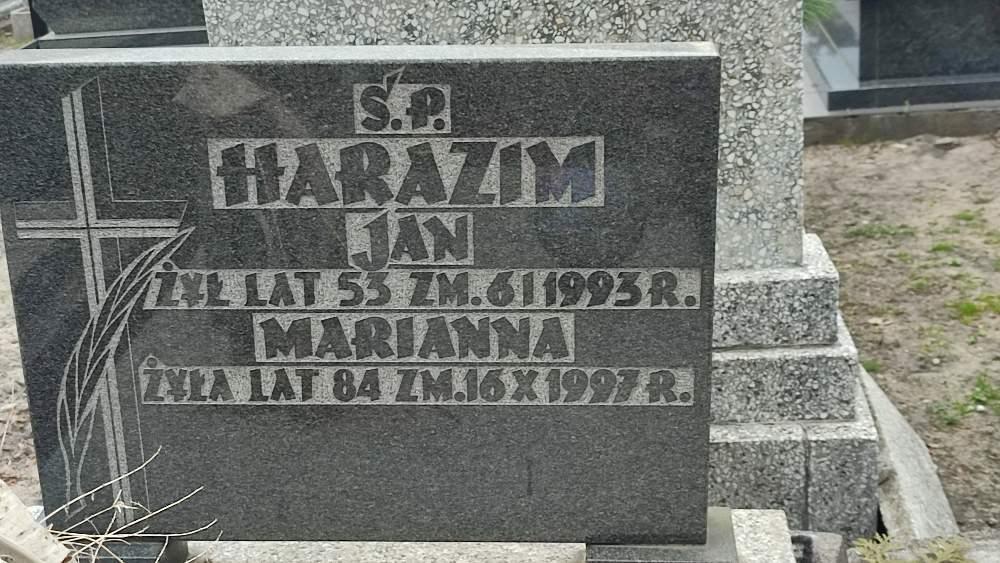 Ś.P.
HARAZIM
JAN
ŻYŁ LAT 53 ZM. 6 I 1993 R.
MARIANNA
ŻYŁA LAT 84 ZM. 16 X 1997 R.